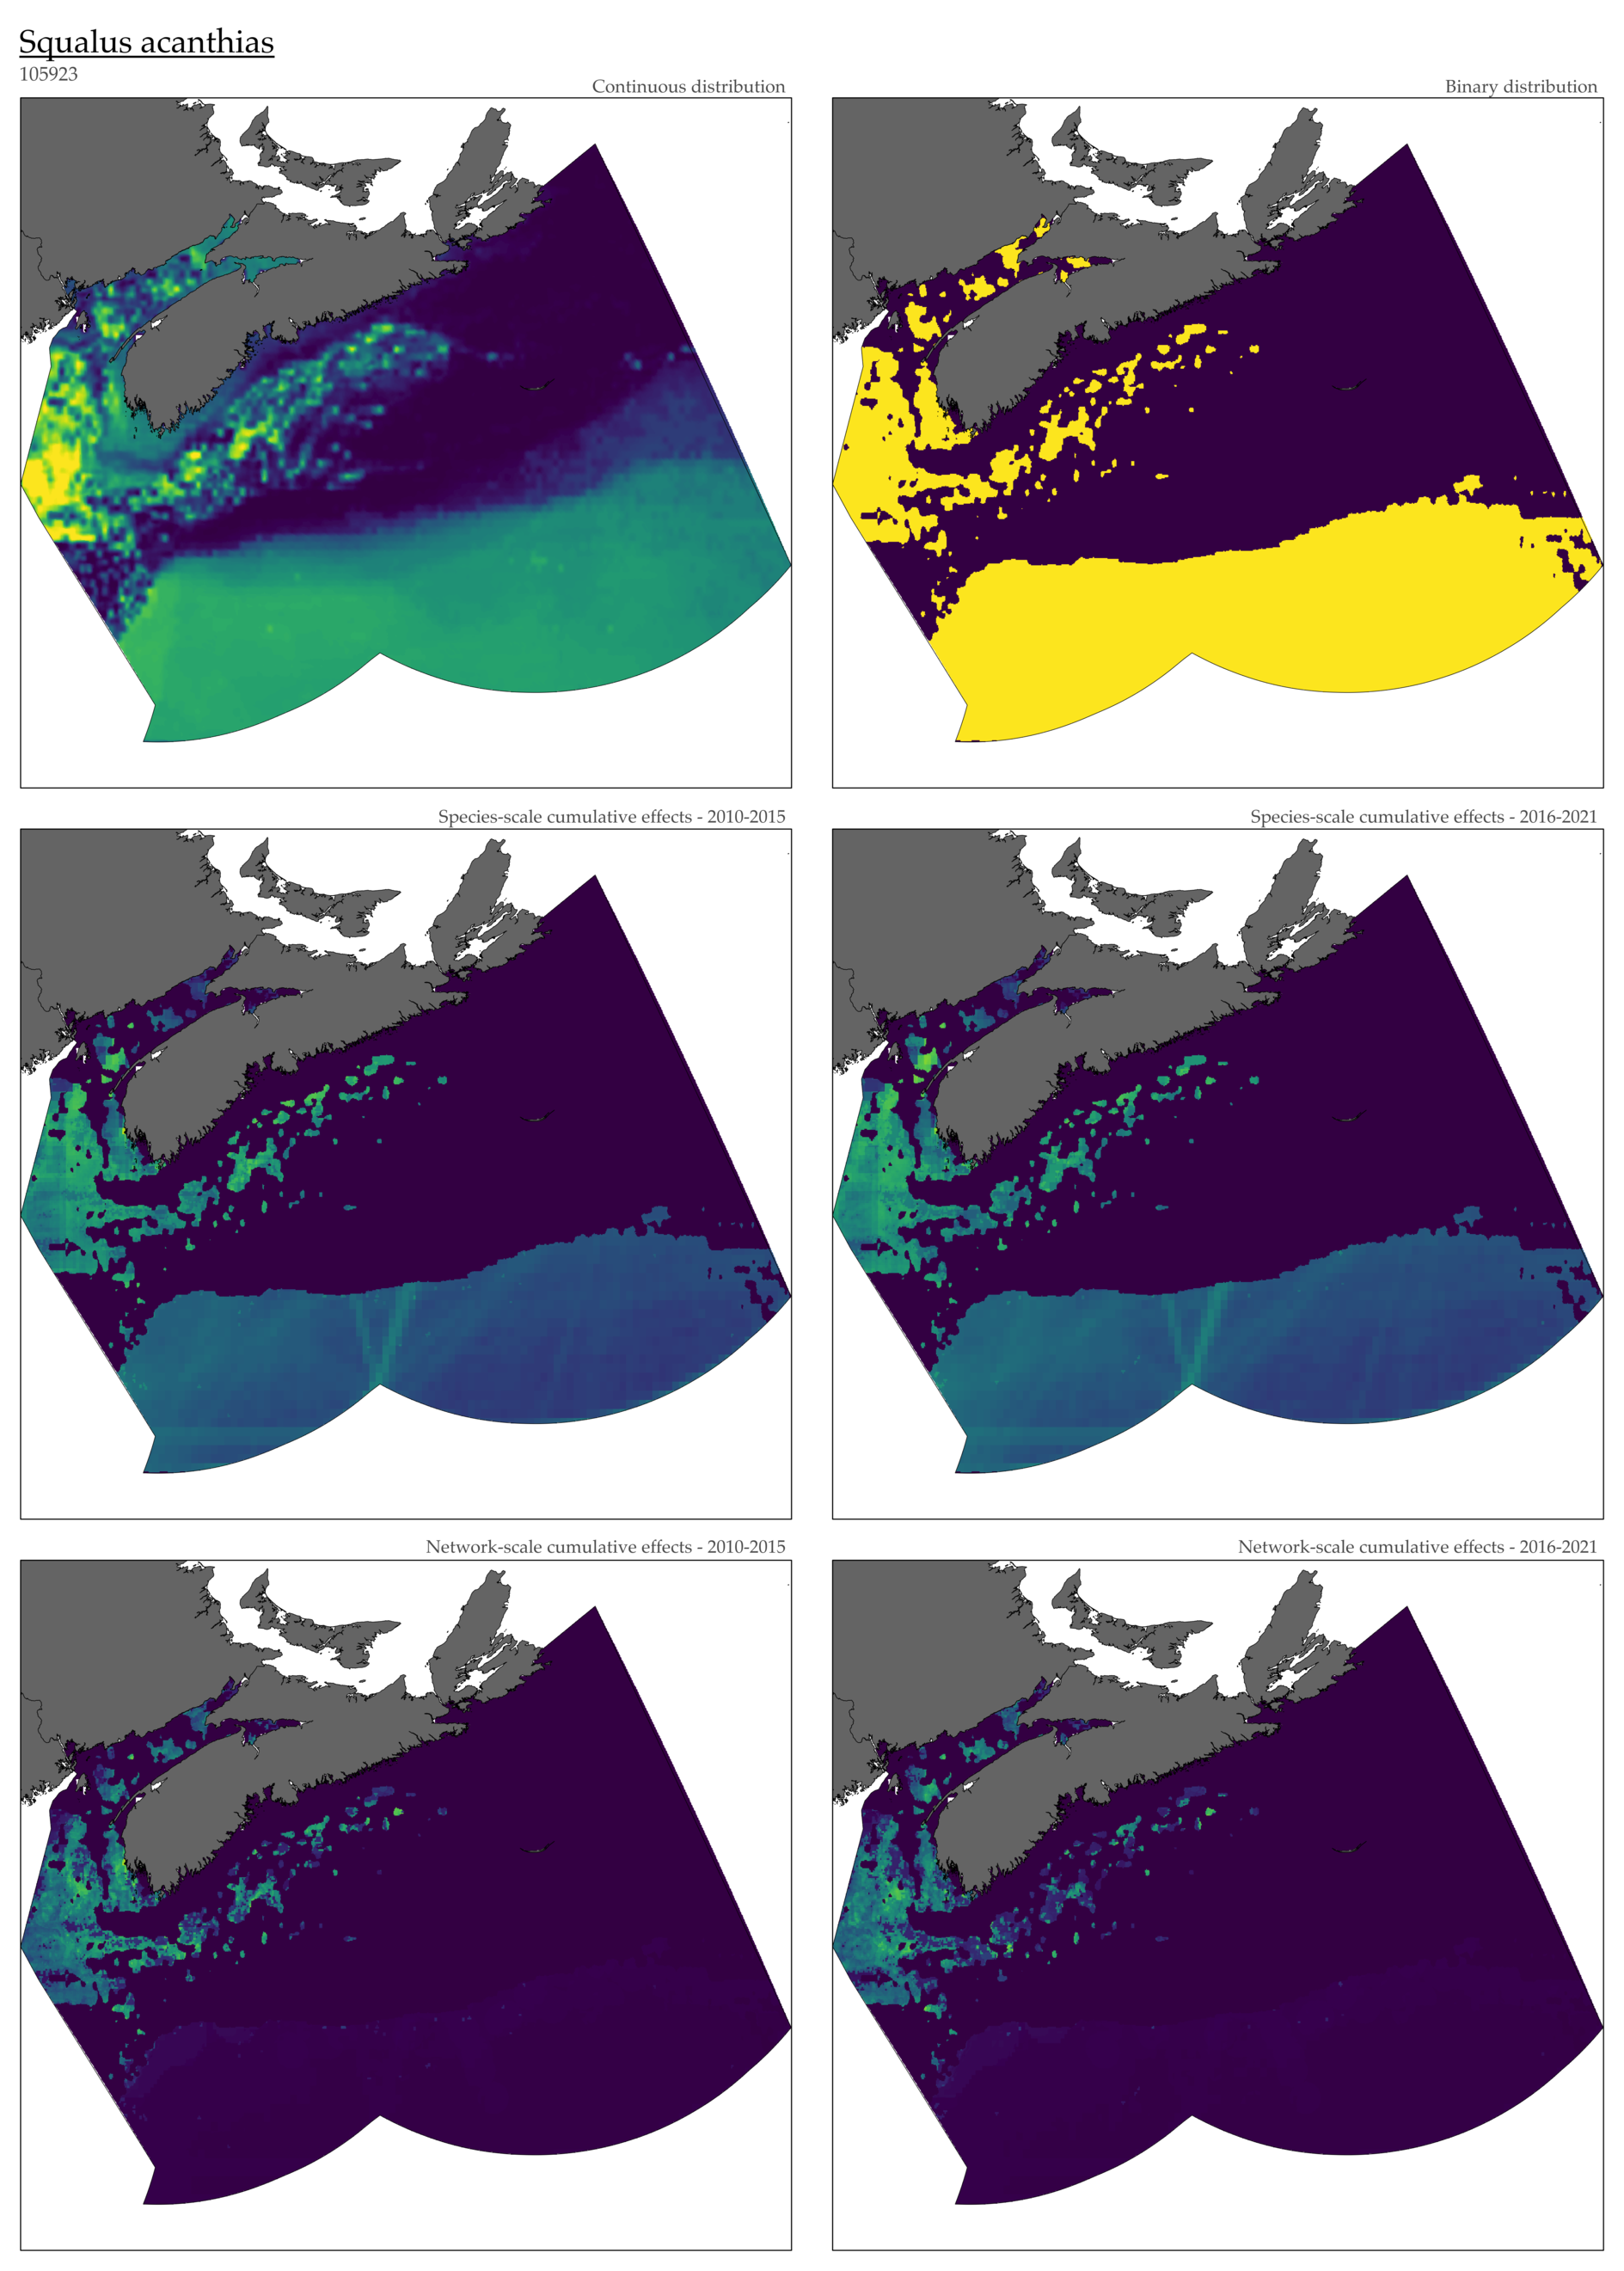 Squalus acanthias
105923
Continuous distribution
Binary distribution
Species-scale cumulative effects - 2010-2015
Species-scale cumulative effects - 2016-2021
Network-scale cumulative effects - 2010-2015
Network-scale cumulative effects - 2016-2021